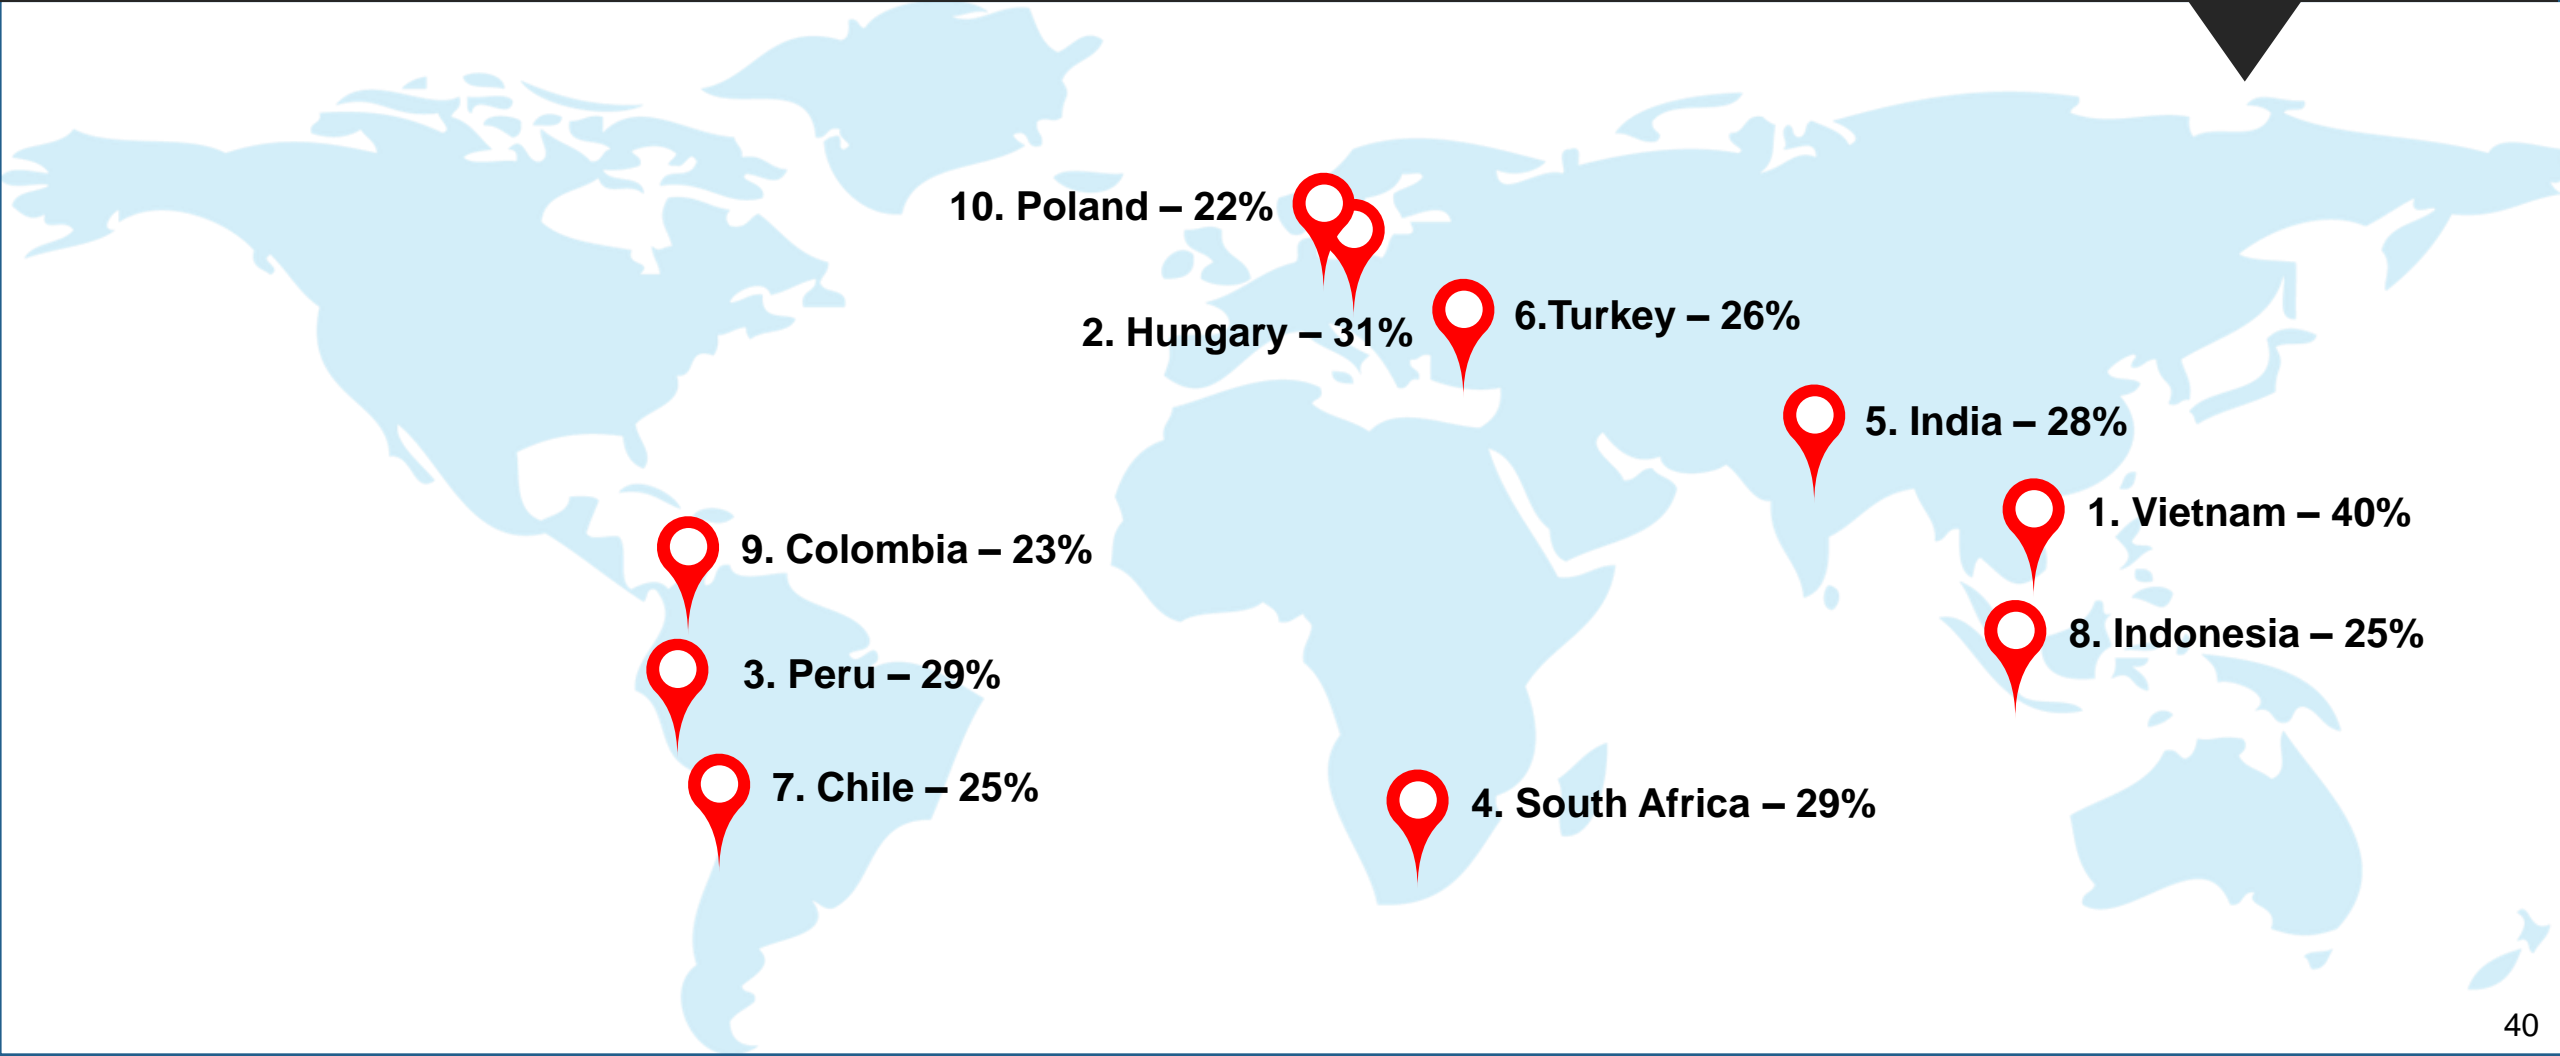 10. Poland – 22%
2. Hungary – 31%
6.Turkey – 26%
5. India – 28%
1. Vietnam – 40%
9. Colombia – 23%
8. Indonesia – 25%
3. Peru – 29%
7. Chile – 25%
4. South Africa – 29%
40